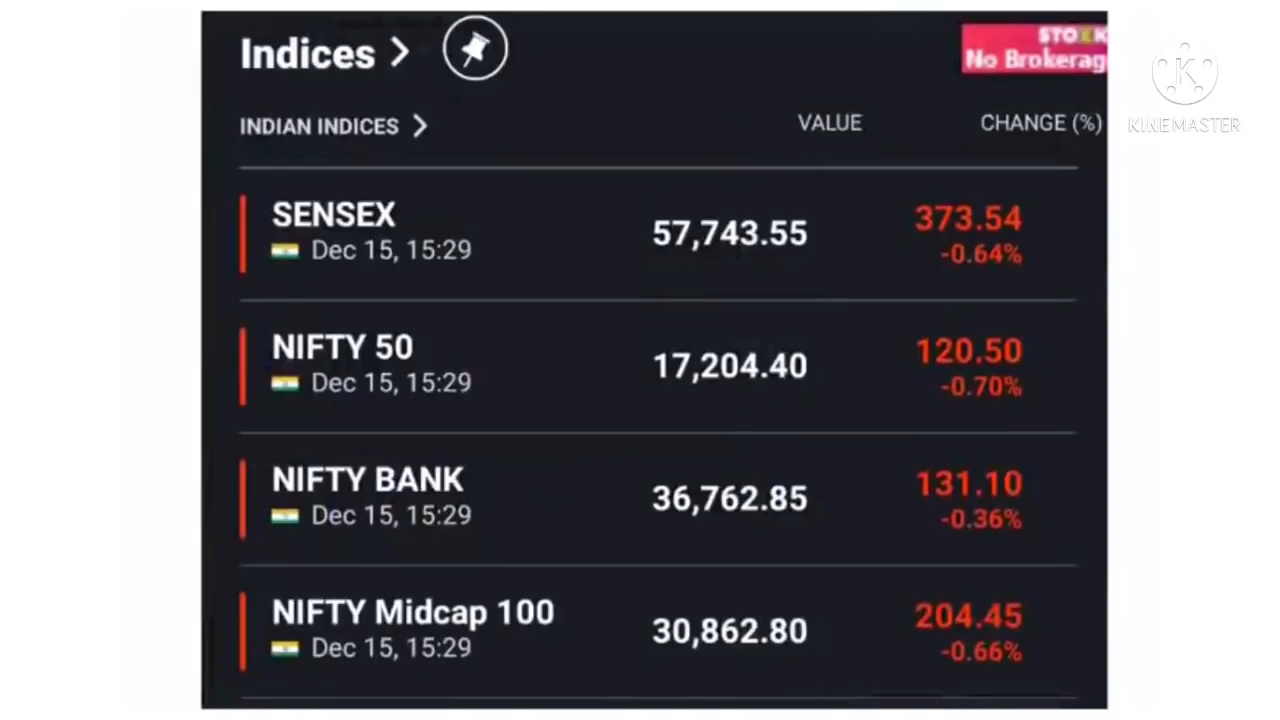 Indices >
STOXK
No Brokerag
KINEMASTER
INDIAN INDICES >
VALUE
CHANGE (%)
SENSEX
Dec 15, 15:29
57,743.55
373.54
-0.64%
NIFTY 50
Dec 15, 15:29
17,204.40
120.50
-0.70%
NIFTY BANK
Dec 15, 15:29
36,762.85
131.10
-0.36%
NIFTY Midcap 100
Dec 15, 15:29
30,862.80
204.45
-0.66%